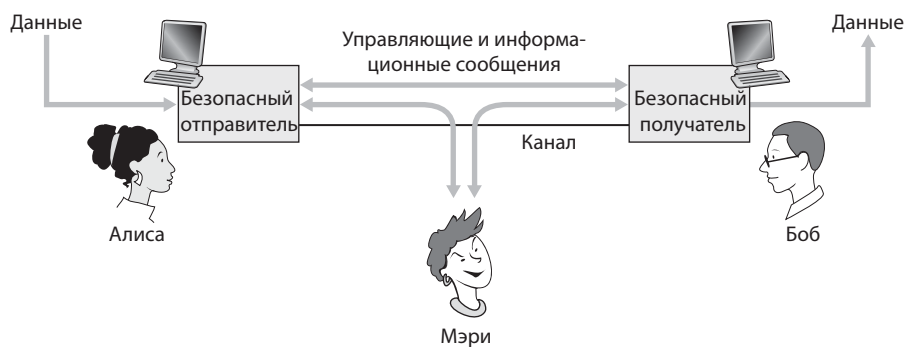 Данные
Данные
Управляющие и информа-
ционные сообщения
Безопасный
отправитель
Безопасный
получатель
Канал
Алиса
Боб
Мэри